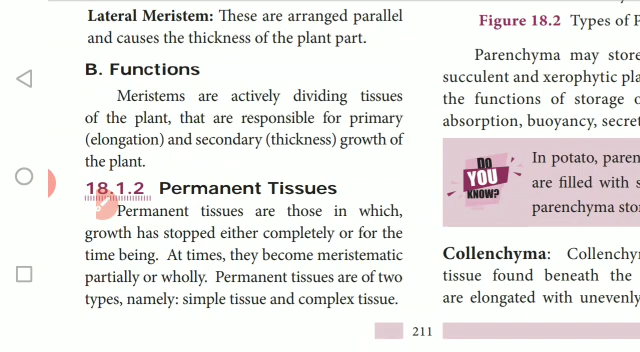 Lateral Meristem: These are arranged parallel
and causes the thickness of the plant part.
B. Functions
Meristems are actively dividing tissues
of the plant, that are responsible for primary
(elongation) and secondary (thickness) growth of
the plant.
18.1.2 Permanent Tissues
Permanent tissues are those in which,
growth has stopped either completely or for the
time being. At times, they become meristematic
partially or wholly. Permanent tissues are of two
types, namely: simple tissue and complex tissue.
Figure 18.2 Types of P
Parenchyma may store
succulent and xerophytic pla
the functions of storage o
absorption, buoyancy, secret
DO
YOU
KNOW?
In potato, paren
are filled with s
parenchyma stor
Collenchyma: Collenchy
tissue found beneath the
are elongated with unevenly
211